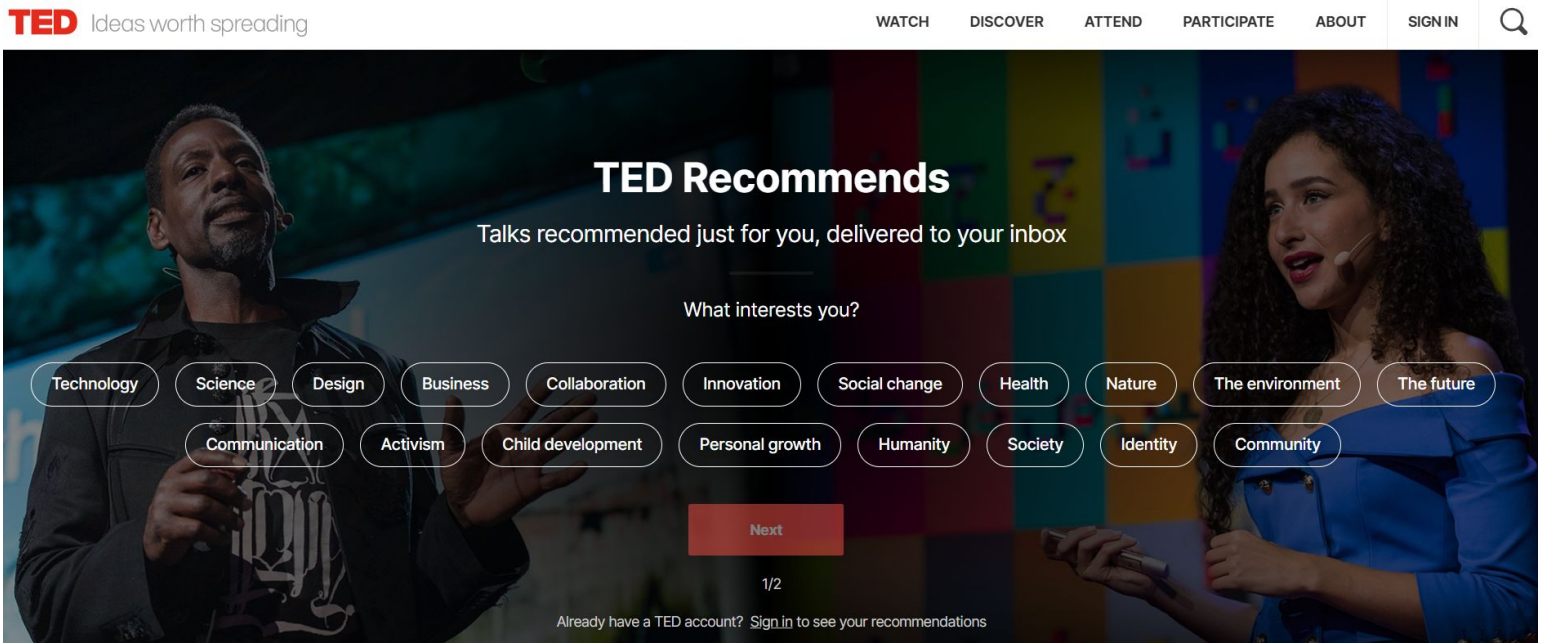 TED Ideas worth spreading WATCH DISCOVER ATTEND PARTICIPATE ABOUT SIGN IN
TED Recommends
Talks recommended just for you, delivered to your inbox
What interests you?
Technology Science Design Business Collaboration Innovation Social change Health Nature The environment The future
Communication Activism Child development Personal growth Humanity Society Identity Community
Next
1/2
Already have a TED account? Sign in to see your recommendations